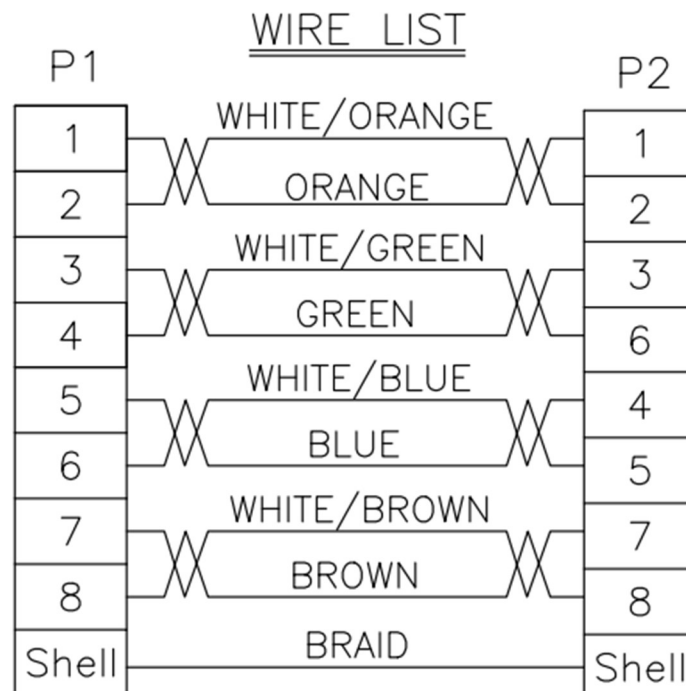 WIRE LIST
P1 P2
WHITE/ORANGE
1 1
ORANGE
2 2
WHITE/GREEN
3 3
GREEN
4 6
WHITE/BLUE
5 4
BLUE
6 5
WHITE/BROWN
7 7
BROWN
8 8
BRAID
Shell Shell